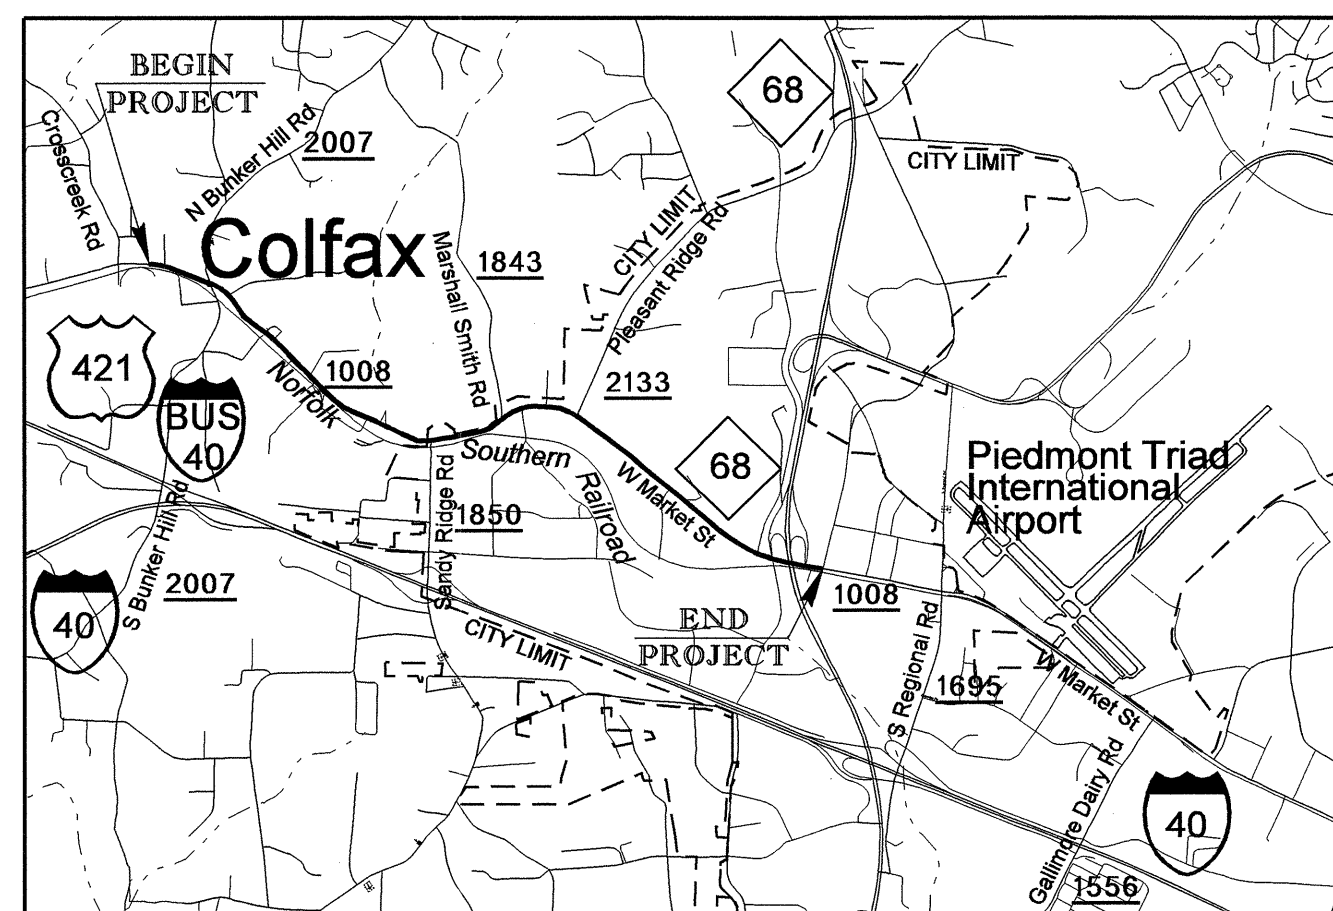 BEGIN
PROJECT
68
Crosscreek Rd
N Bunker Hill Rd
2007
CITY LIMIT
CITY LIMIT
Pleasant Ridge Rd
Colfax
Marshall Smith Rd
1843
421
BUS
40
Norfolk
1008
2133
Southern
Railroad
W Market St
68
Piedmont Triad
International
Airport
Sandy Ridge Rd
1850
S Bunker Hill Rd
2007
40
CITY LIMIT
END
PROJECT
1008
S Regional Rd
1695
W Market St
Gallimore Dairy Rd
40
1556